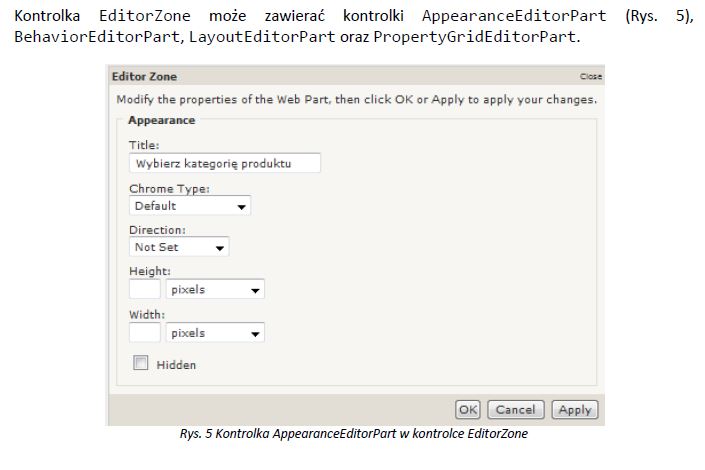 Kontrolka EditorZone może zawierać kontrolki AppearanceEditorPart (Rys. 5),
BehaviorEditorPart, LayoutEditorPart oraz PropertyGridEditorPart.
Editor Zone Close
Modify the properties of the Web Part, then click OK or Apply to apply your changes.
Appearance
Title:
Wybierz kategorię produktu
Chrome Type:
Default
Direction:
Not Set
Height:
pixels
Width:
pixels
Hidden
OK Cancel Apply
Rys. 5 Kontrolka AppearanceEditorPart w kontrolce EditorZone